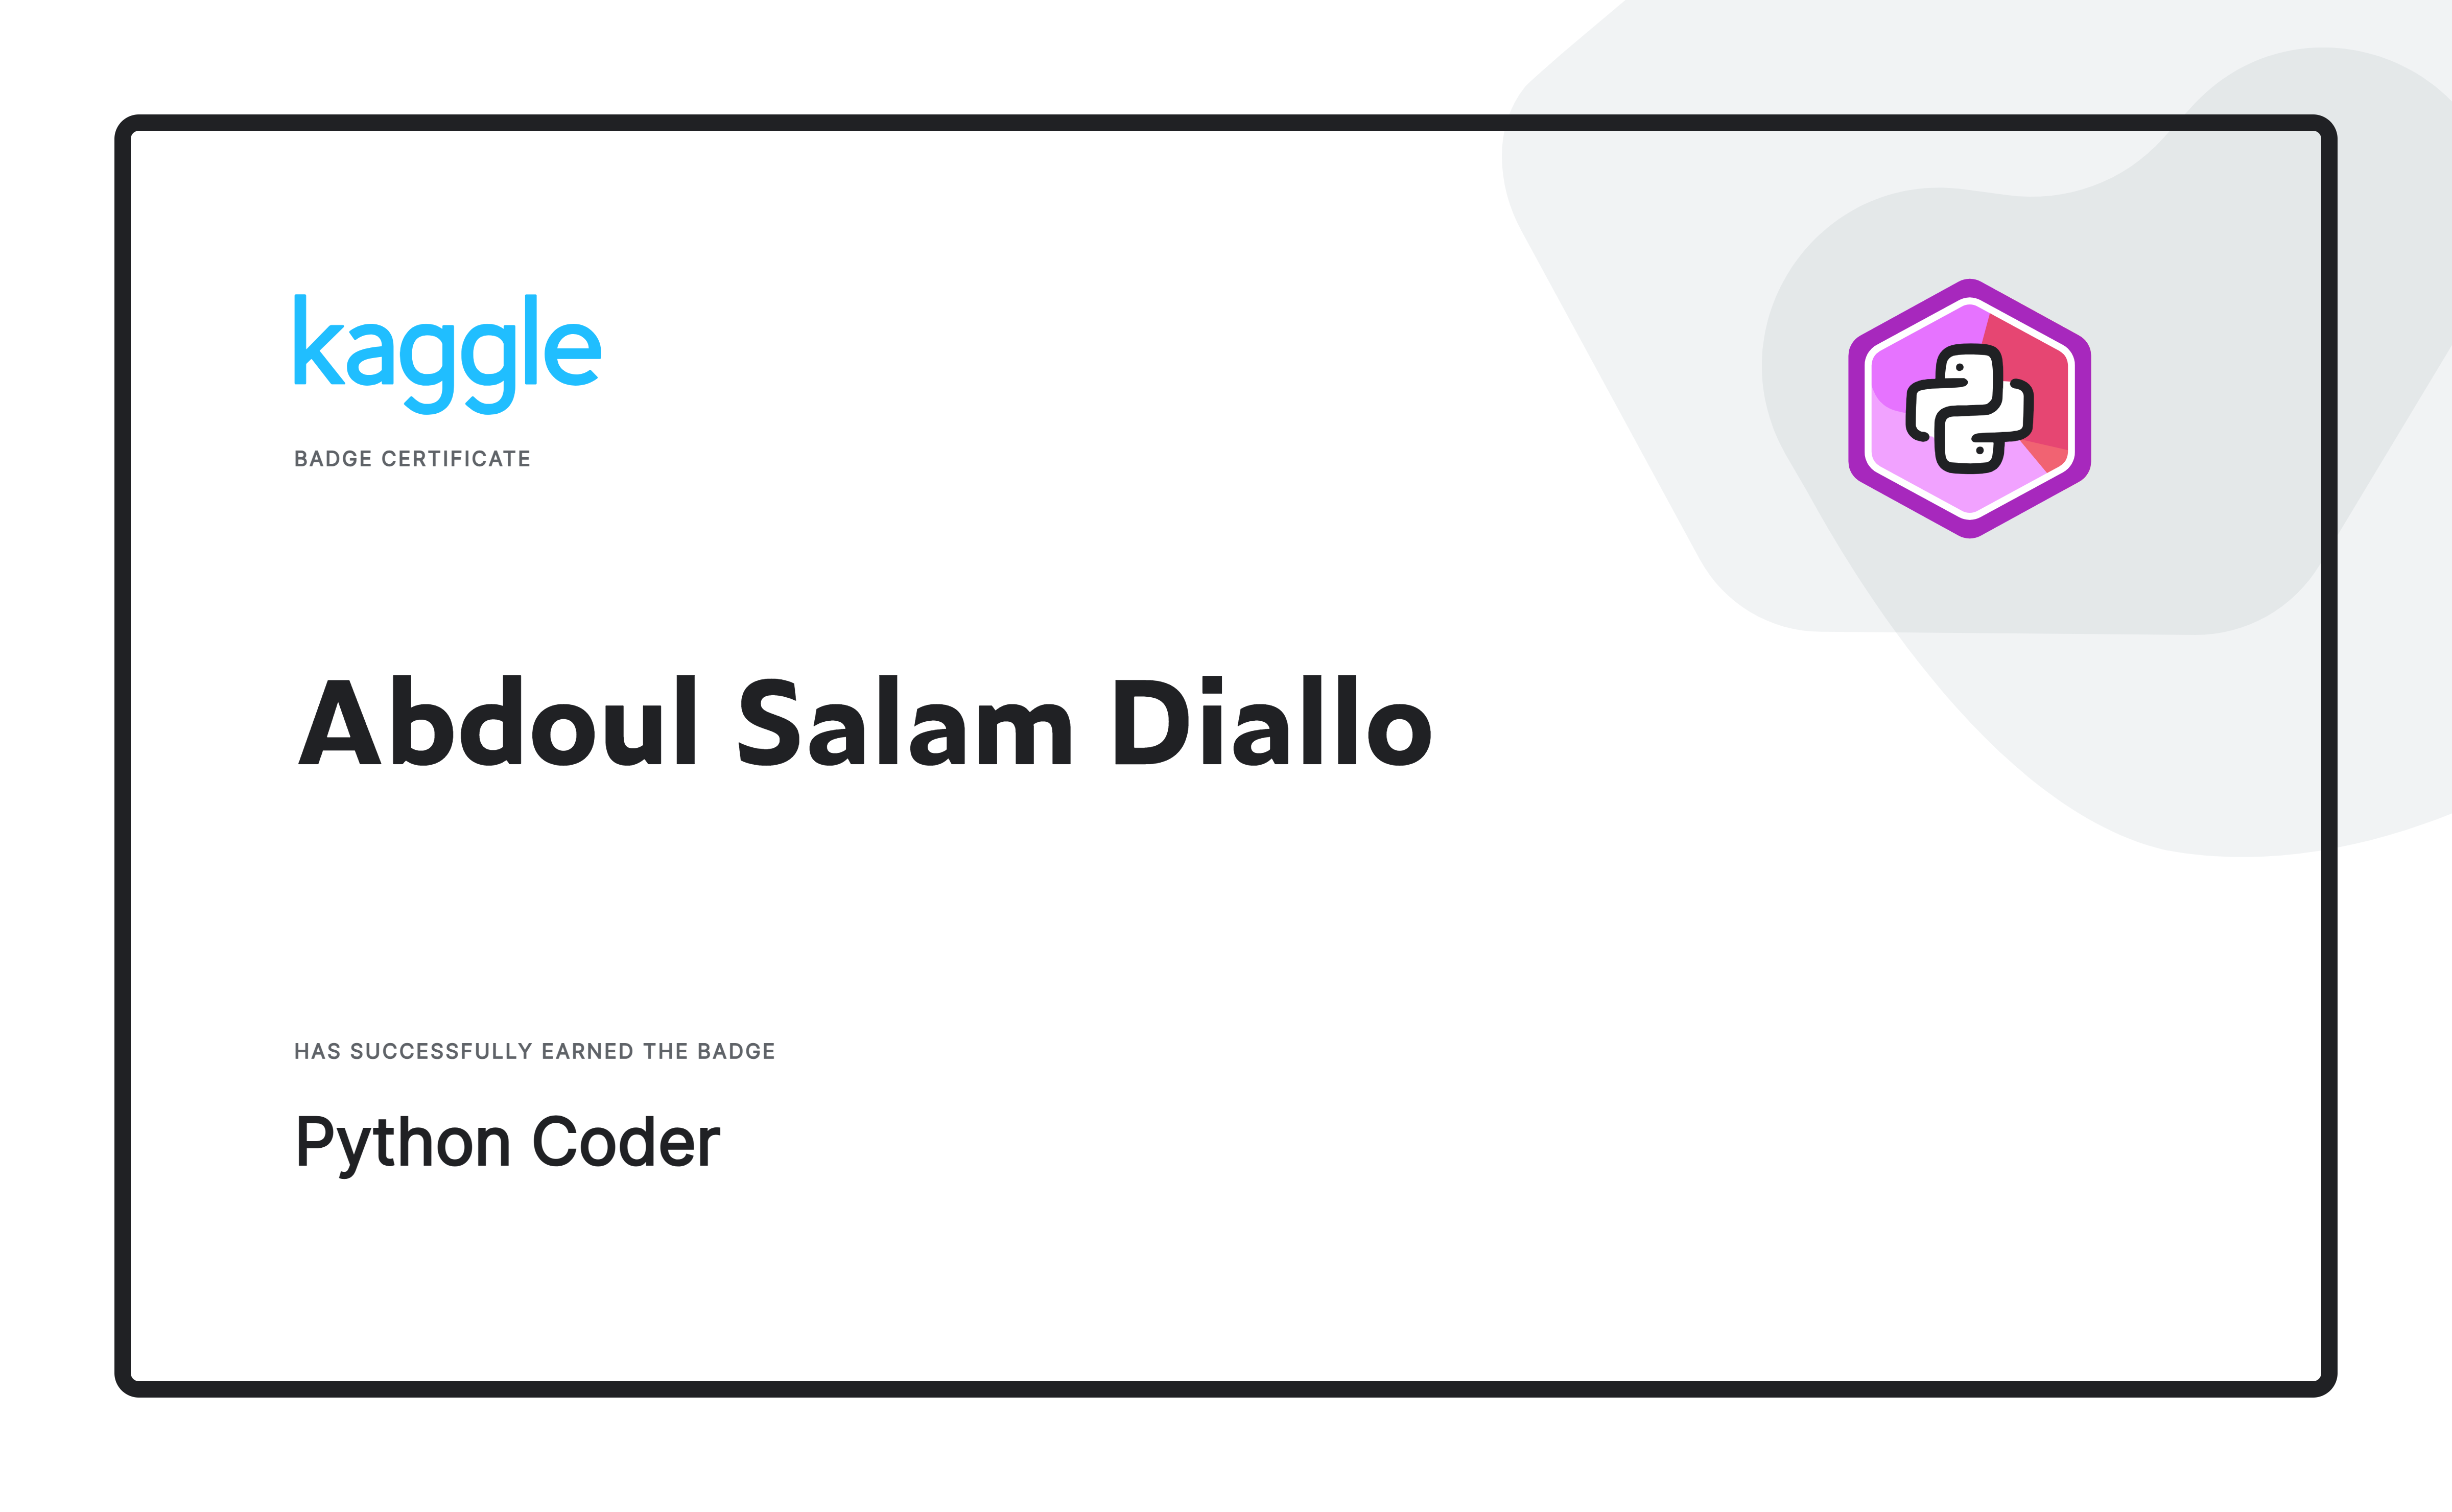 kaggle
BADGE CERTIFICATE
Abdoul Salam Diallo
HAS SUCCESSFULLY EARNED THE BADGE
Python Coder